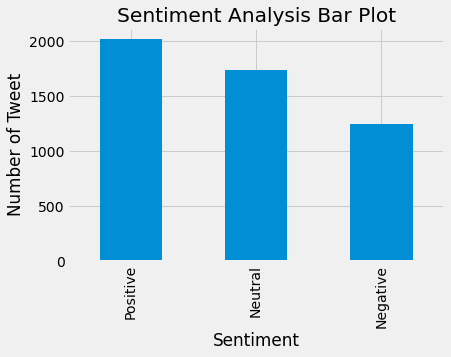 Sentiment Analysis Bar Plot
Number of Tweet
2000
1500
1000
500
0
Positive
Neutral
Negative
Sentiment